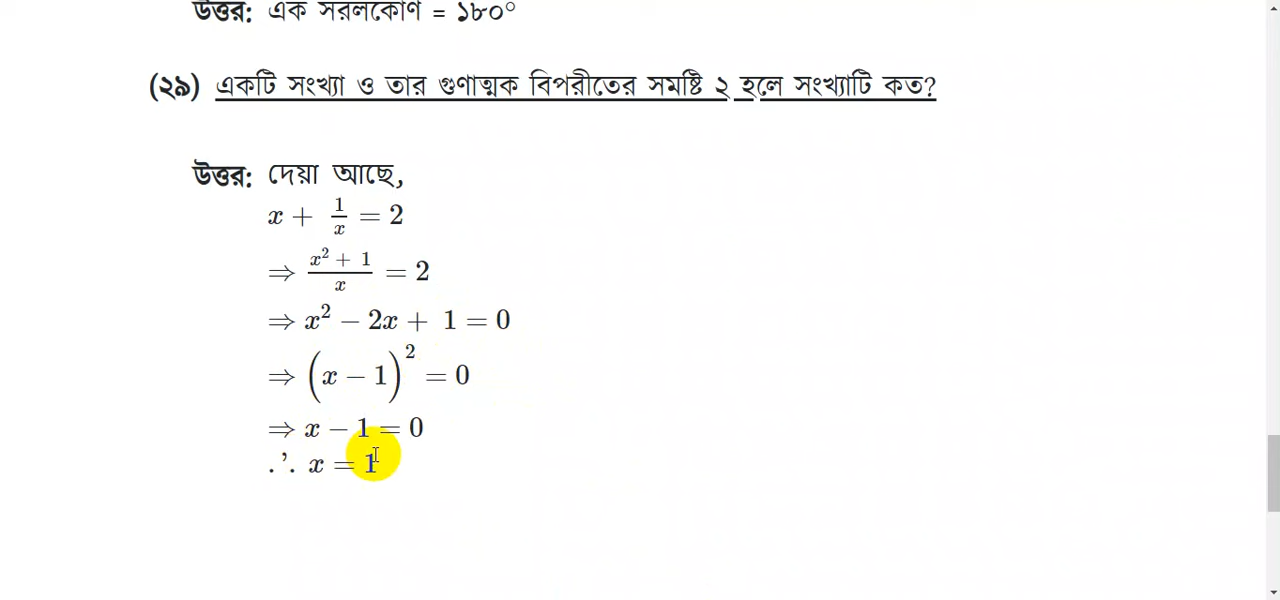 উত্তর: এক সরলকোণ = ১৮০°
(২৯) একটি সংখ্যা ও তার গুণাত্মক বিপরীতের সমষ্টি ২ হলে সংখ্যাটি কত?
উত্তর: দেয়া আছে,
x + 1/x = 2
⇒ (x² + 1)/x = 2
⇒ x² − 2x + 1 = 0
⇒ (x − 1)² = 0
⇒ x − 1 = 0
∴ x = 1